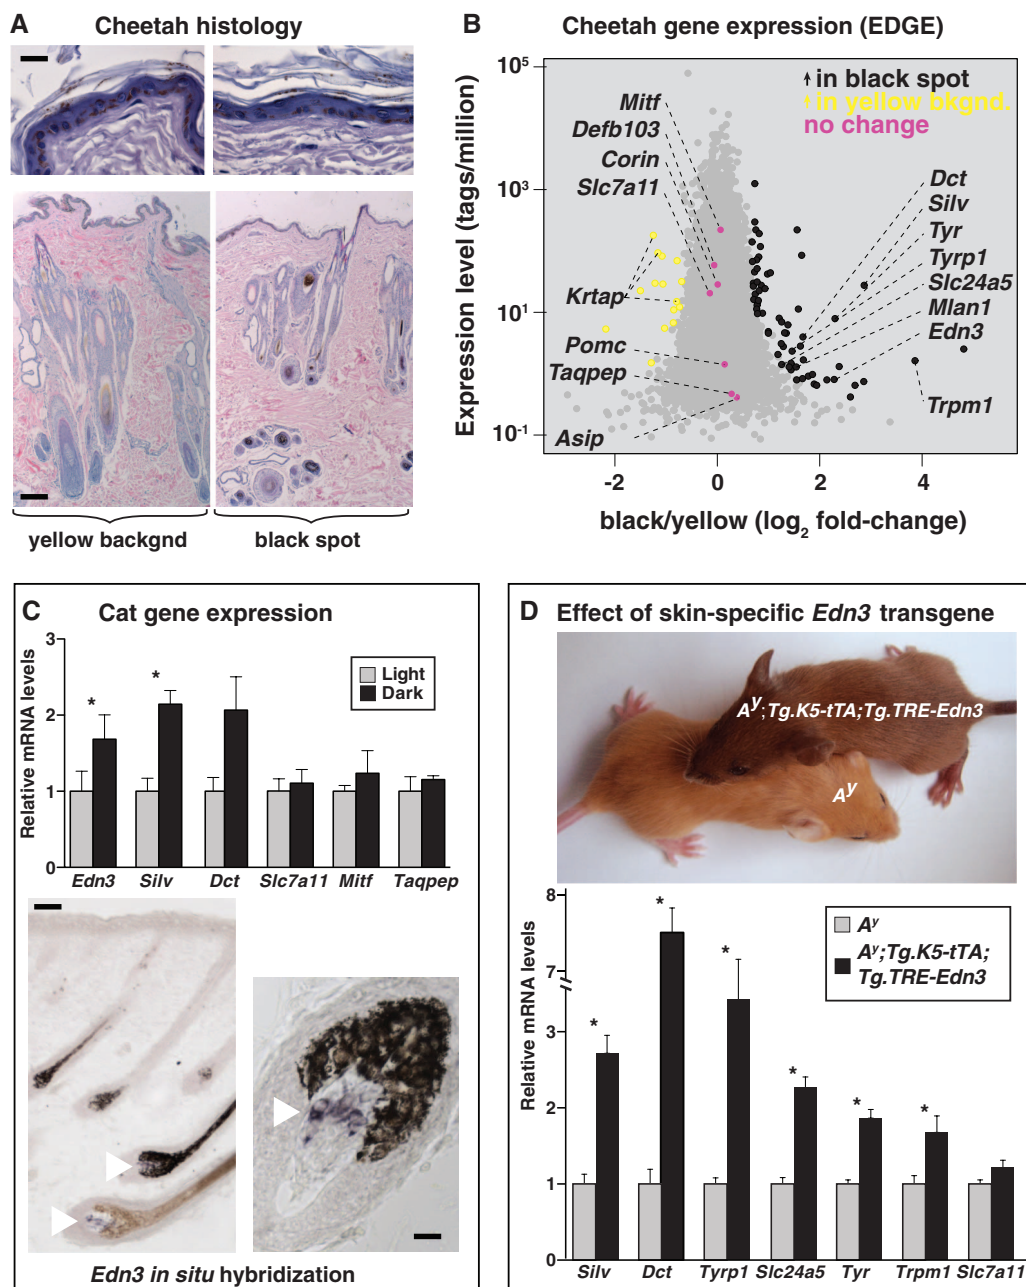 A Cheetah histology
yellow backgnd
black spot
B Cheetah gene expression (EDGE)
Expression level (tags/million)
10^5
10^3
10^1
10^-1
in black spot
in yellow bkgnd.
no change
Mitf
Defb103
Corin
Slc7a11
Krtap
Pomc
Taqpep
Asip
Dct
Silv
Tyr
Tyrp1
Slc24a5
Mlan1
Edn3
Trpm1
-2 0 2 4
black/yellow (log2 fold-change)
C Cat gene expression
Relative mRNA levels
3
2
1
0
Light
Dark
* *
Edn3 Silv Dct Slc7a11 Mitf Taqpep
Edn3 in situ hybridization
D Effect of skin-specific Edn3 transgene
A^y;Tg.K5-tTA;Tg.TRE-Edn3
A^y
Relative mRNA levels
8
7
3
2
1
0
A^y
A^y;Tg.K5-tTA;
Tg.TRE-Edn3
* * * * * *
Silv Dct Tyrp1 Slc24a5 Tyr Trpm1 Slc7a11